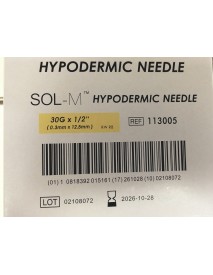 HYPODERMIC NEEDLE
SOL-M™ HYPODERMIC NEEDLE
30G x 1/2"
(0.3mm x 12.5mm)
REF 113005
(01) 1 0818392 015161 (17) 261028 (10) 02108072
LOT 02108072
2026-10-28